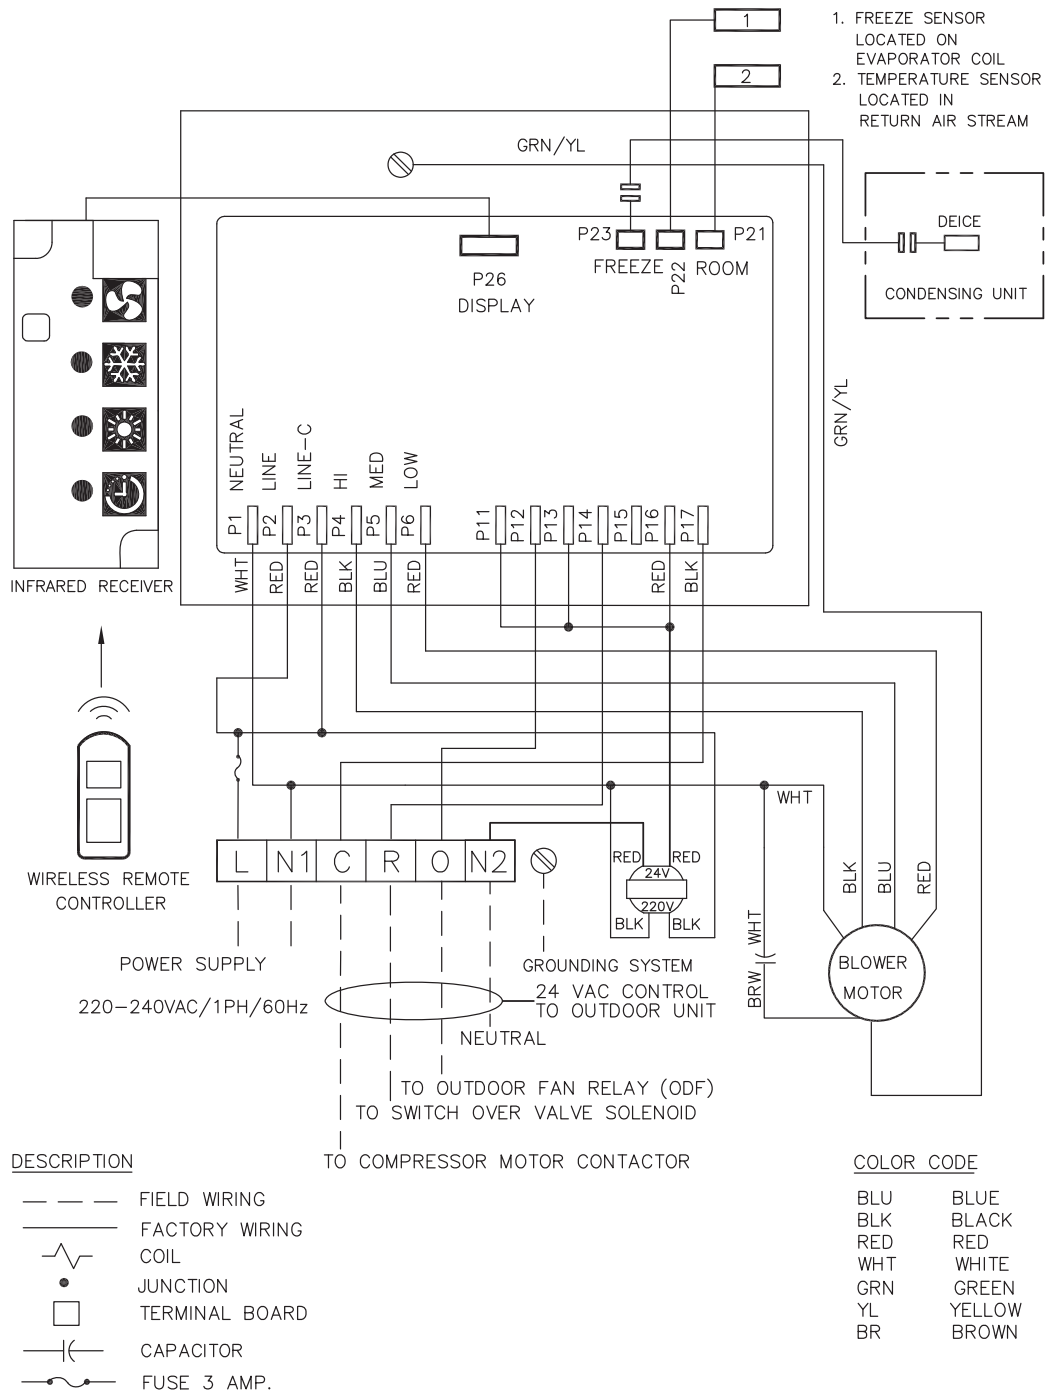 1
2
1. FREEZE SENSOR
LOCATED ON
EVAPORATOR COIL
2. TEMPERATURE SENSOR
LOCATED IN
RETURN AIR STREAM
GRN/YL
DEICE
CONDENSING UNIT
P23
P22
P21
FREEZE
ROOM
P26
DISPLAY
GRN/YL
NEUTRAL
LINE
LINE-C
HI
MED
LOW
P1
P2
P3
P4
P5
P6
P11
P12
P13
P14
P15
P16
P17
WHT
RED
RED
BLK
BLU
RED
RED
BLK
INFRARED RECEIVER
WIRELESS REMOTE
CONTROLLER
WHT
L
N1
C
R
O
N2
RED
RED
24V
220V
BLK
BLK
BLK
BLU
RED
WHT
BRW
BLOWER
MOTOR
POWER SUPPLY
220-240VAC/1PH/60Hz
GROUNDING SYSTEM
24 VAC CONTROL
TO OUTDOOR UNIT
NEUTRAL
TO OUTDOOR FAN RELAY (ODF)
TO SWITCH OVER VALVE SOLENOID
TO COMPRESSOR MOTOR CONTACTOR
DESCRIPTION
FIELD WIRING
FACTORY WIRING
COIL
JUNCTION
TERMINAL BOARD
CAPACITOR
FUSE 3 AMP.
COLOR CODE
BLU BLUE
BLK BLACK
RED RED
WHT WHITE
GRN GREEN
YL YELLOW
BR BROWN